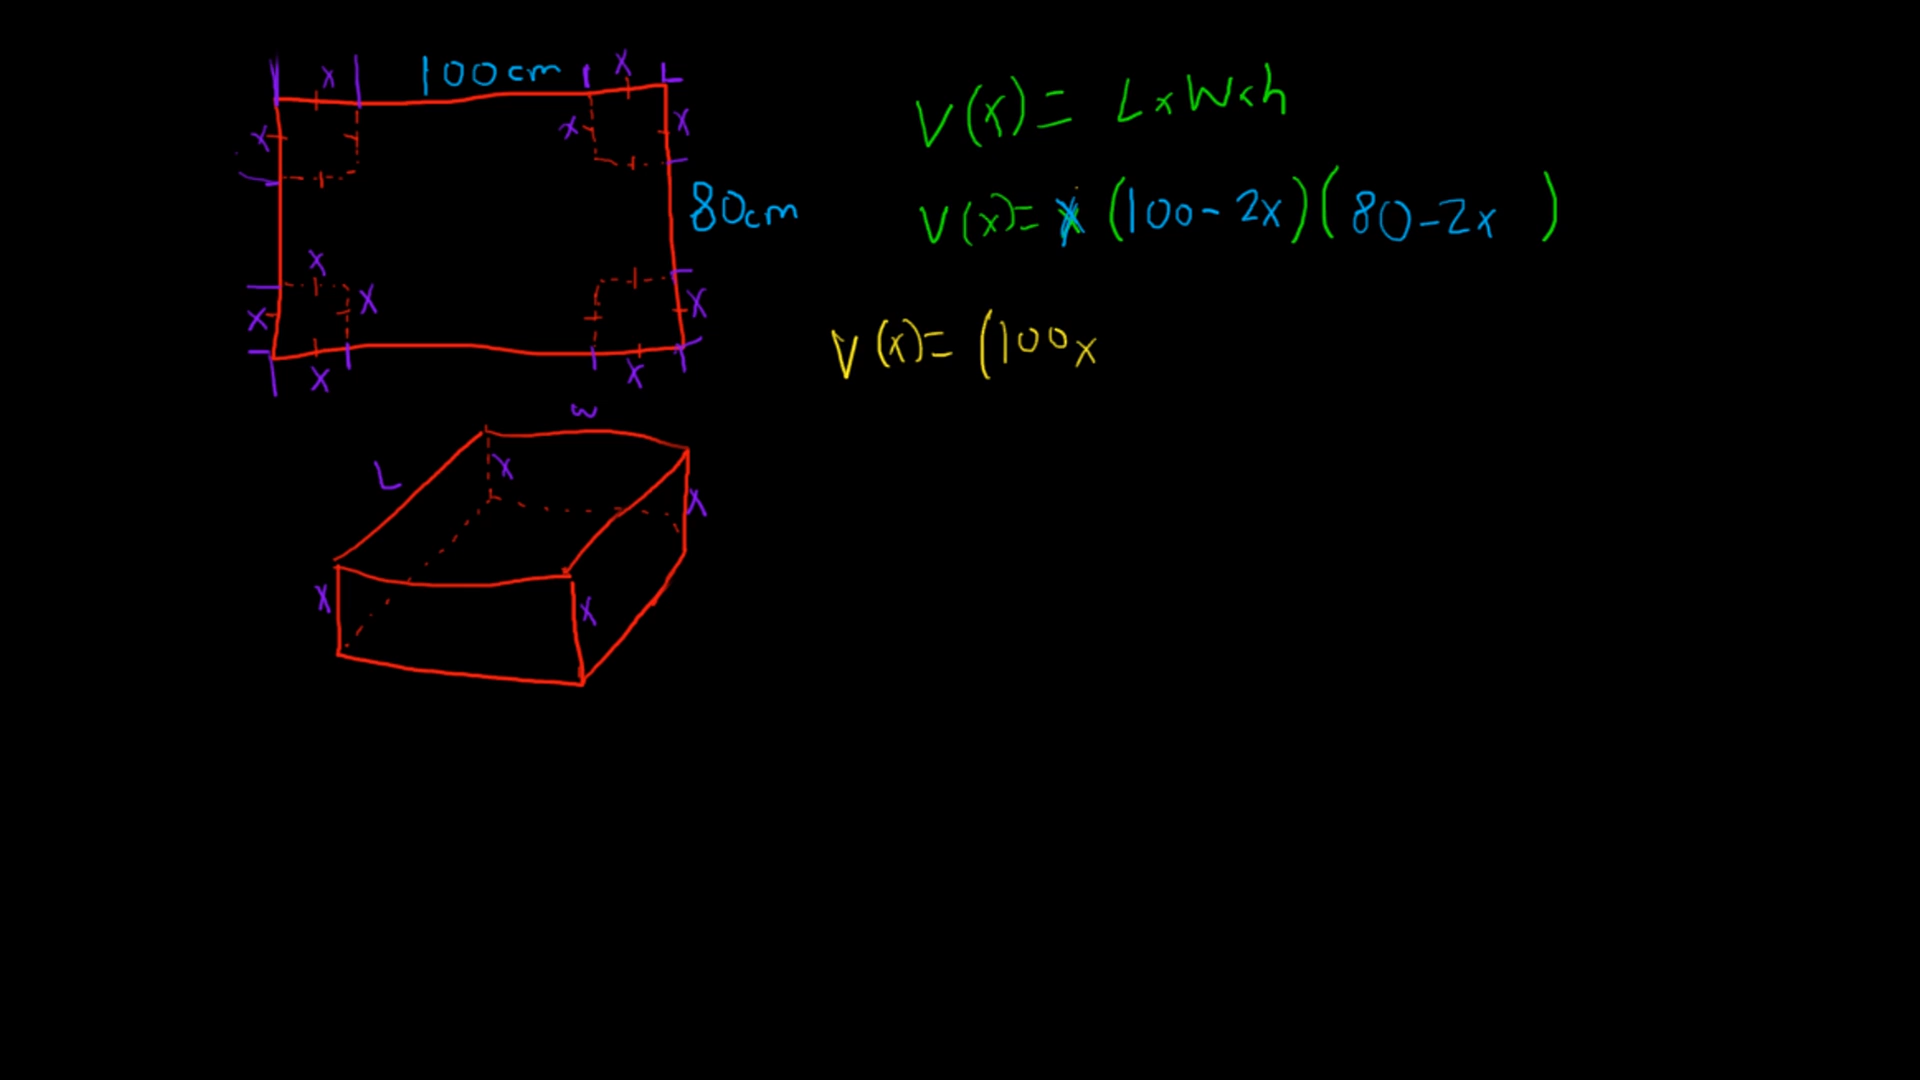 x 100cm x
x x x
80cm
x
x x x
x x
w
L x
x
x x
V(x) = L x W x h
V(x) = x (100 - 2x)(80 - 2x )
V(x) = (100x